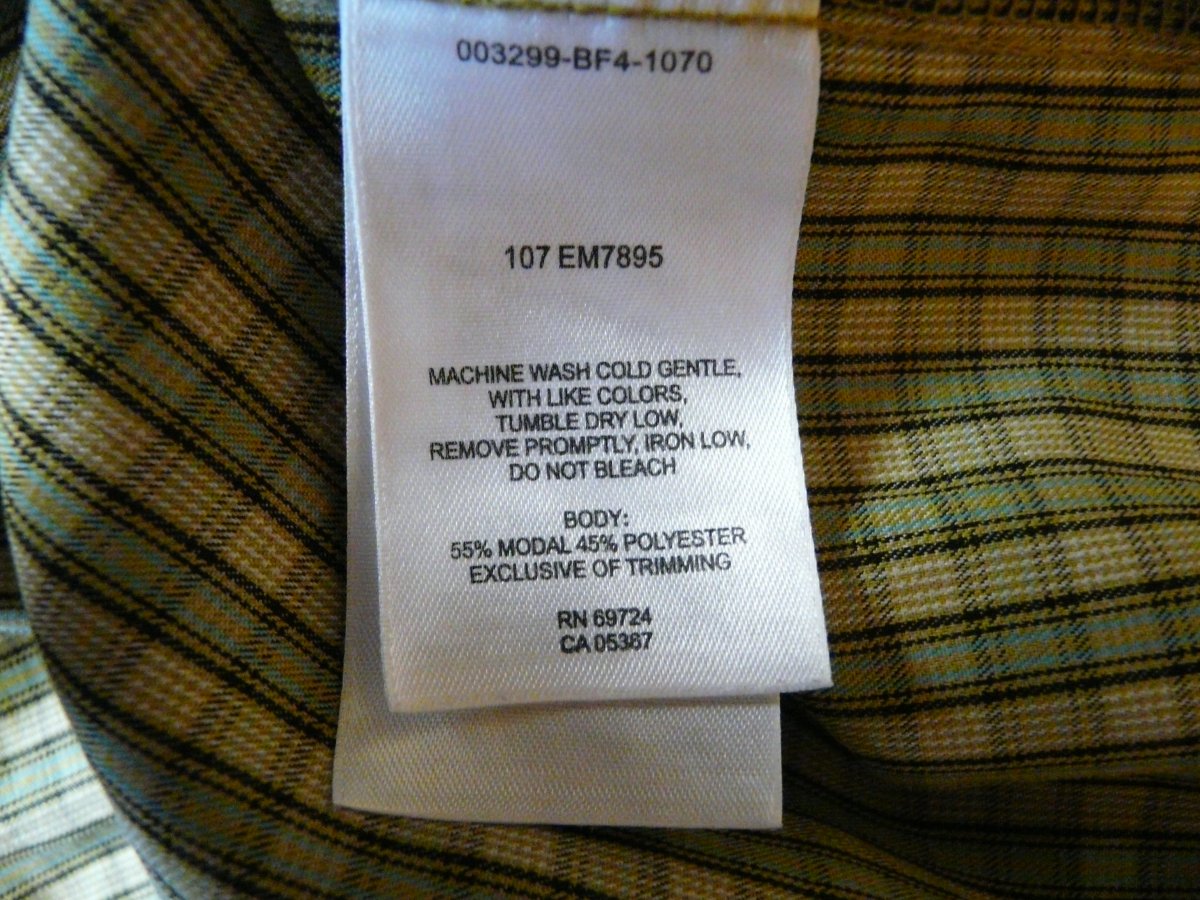 003299-BF4-1070
107 EM7895
MACHINE WASH COLD GENTLE,
WITH LIKE COLORS,
TUMBLE DRY LOW,
REMOVE PROMPTLY, IRON LOW,
DO NOT BLEACH
BODY:
55% MODAL 45% POLYESTER
EXCLUSIVE OF TRIMMING
RN 69724
CA 05367